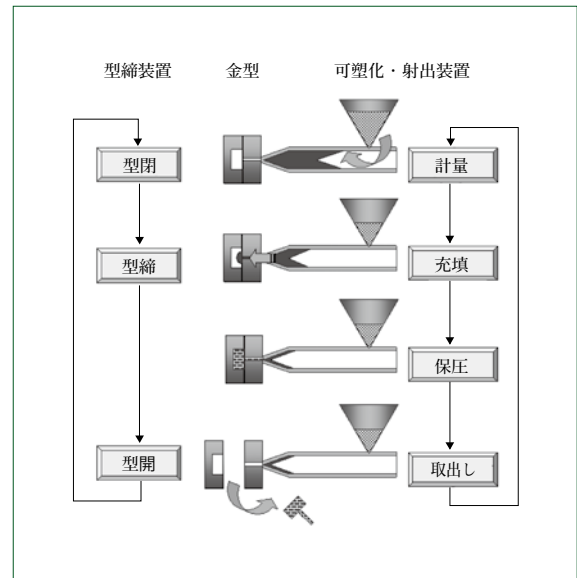 型締装置 金型 可塑化・射出装置
型閉 計量
型締 充填
保圧
型開 取出し